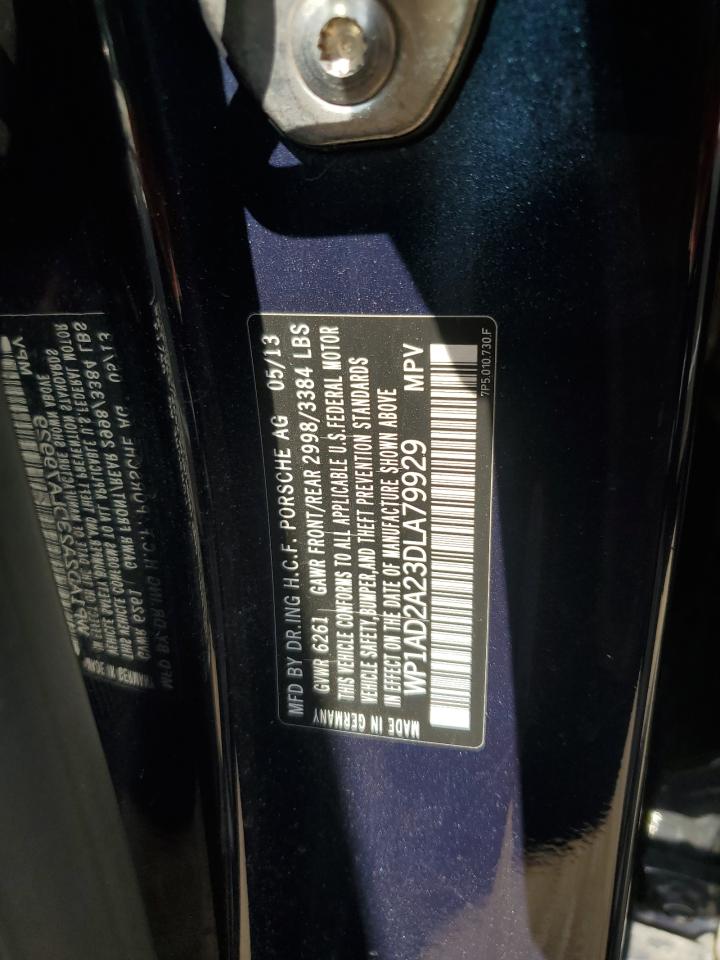 MFD BY DR.ING H.C.F. PORSCHE AG 05/13
GVWR 6261 GAWR FRONT/REAR 2998/3384 LBS
THIS VEHICLE CONFORMS TO ALL APPLICABLE U.S.FEDERAL MOTOR
VEHICLE SAFETY,BUMPER,AND THEFT PREVENTION STANDARDS
IN EFFECT ON THE DATE OF MANUFACTURE SHOWN ABOVE
WP1AD2A23DLA79929 MPV
MADE IN GERMANY
7P5.010.730.F